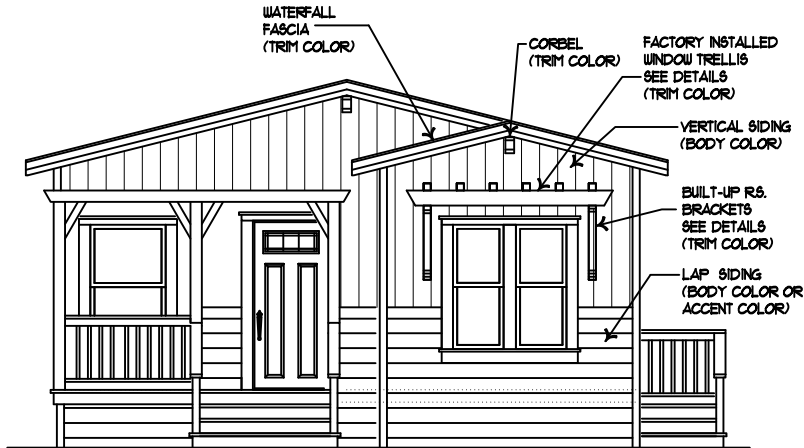 WATERFALL
FASCIA
(TRIM COLOR)
CORBEL
(TRIM COLOR)
FACTORY INSTALLED
WINDOW TRELLIS
SEE DETAILS
(TRIM COLOR)
VERTICAL SIDING
(BODY COLOR)
BUILT-UP RS.
BRACKETS
SEE DETAILS
(TRIM COLOR)
LAP SIDING
(BODY COLOR OR
ACCENT COLOR)